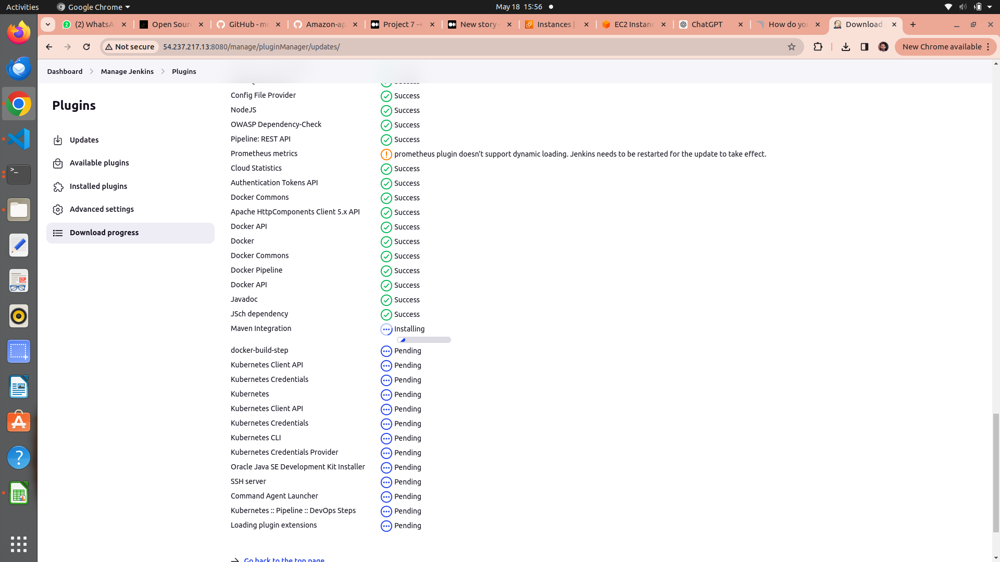 Activities
Google Chrome
May 18 15:56
(2) WhatsA
Open Sour
GitHub - mo
Amazon-ap
Project 7 —
New story
Instances |
EC2 Instanc
ChatGPT
How do you
Download
Not secure
54.237.217.13:8080/manage/pluginManager/updates/
New Chrome available
Dashboard
Manage Jenkins
Plugins
Plugins
Updates
Available plugins
Installed plugins
Advanced settings
Download progress
Config File Provider Success
NodeJS Success
OWASP Dependency-Check Success
Pipeline: REST API Success
Prometheus metrics prometheus plugin doesn’t support dynamic loading. Jenkins needs to be restarted for the update to take effect.
Cloud Statistics Success
Authentication Tokens API Success
Docker Commons Success
Apache HttpComponents Client 5.x API Success
Docker API Success
Docker Success
Docker Commons Success
Docker Pipeline Success
Docker API Success
Javadoc Success
JSch dependency Success
Maven Integration Installing
docker-build-step Pending
Kubernetes Client API Pending
Kubernetes Credentials Pending
Kubernetes Pending
Kubernetes Client API Pending
Kubernetes Credentials Pending
Kubernetes CLI Pending
Kubernetes Credentials Provider Pending
Oracle Java SE Development Kit Installer Pending
SSH server Pending
Command Agent Launcher Pending
Kubernetes :: Pipeline :: DevOps Steps Pending
Loading plugin extensions Pending
Go back to the top page